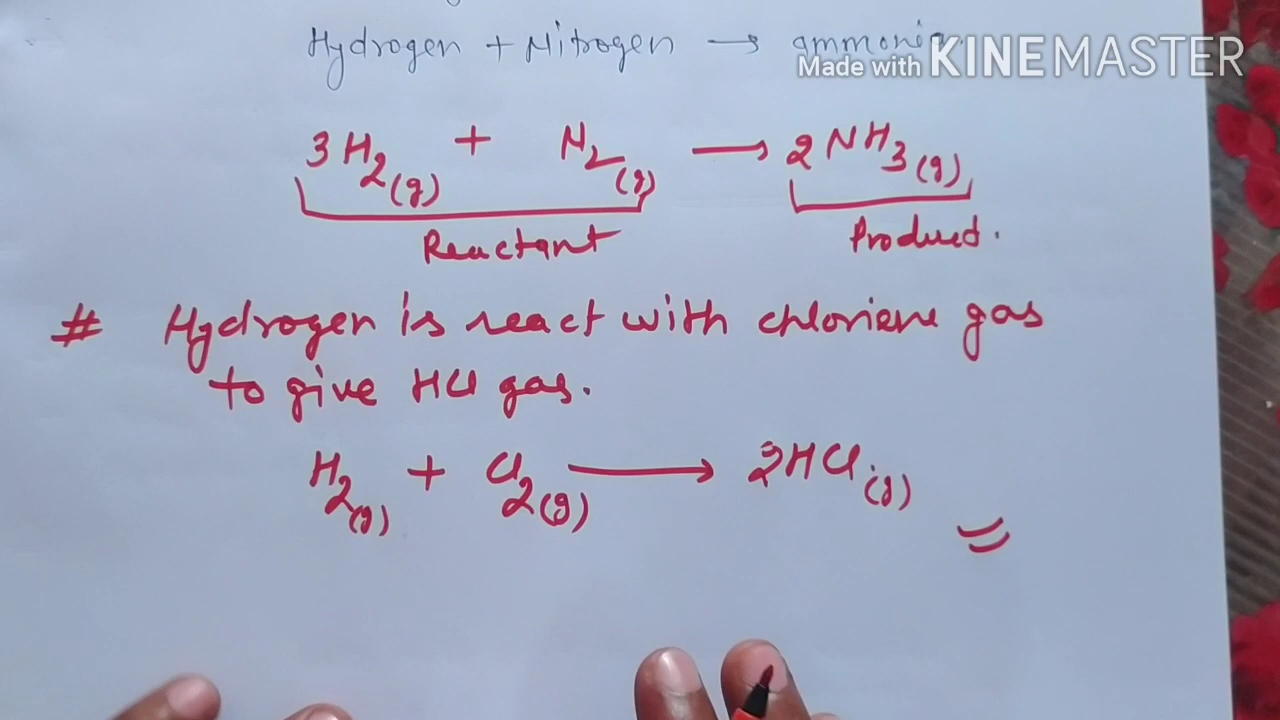 Hydrogen + Nitrogen → ammonia
Made with KINEMASTER
3H2(g) + N2(g) → 2NH3(g)
Reactant Product.
# Hydrogen is react with chloriene gas
to give HCl gas.
H2(g) + Cl2(g) → 2HCl(g)